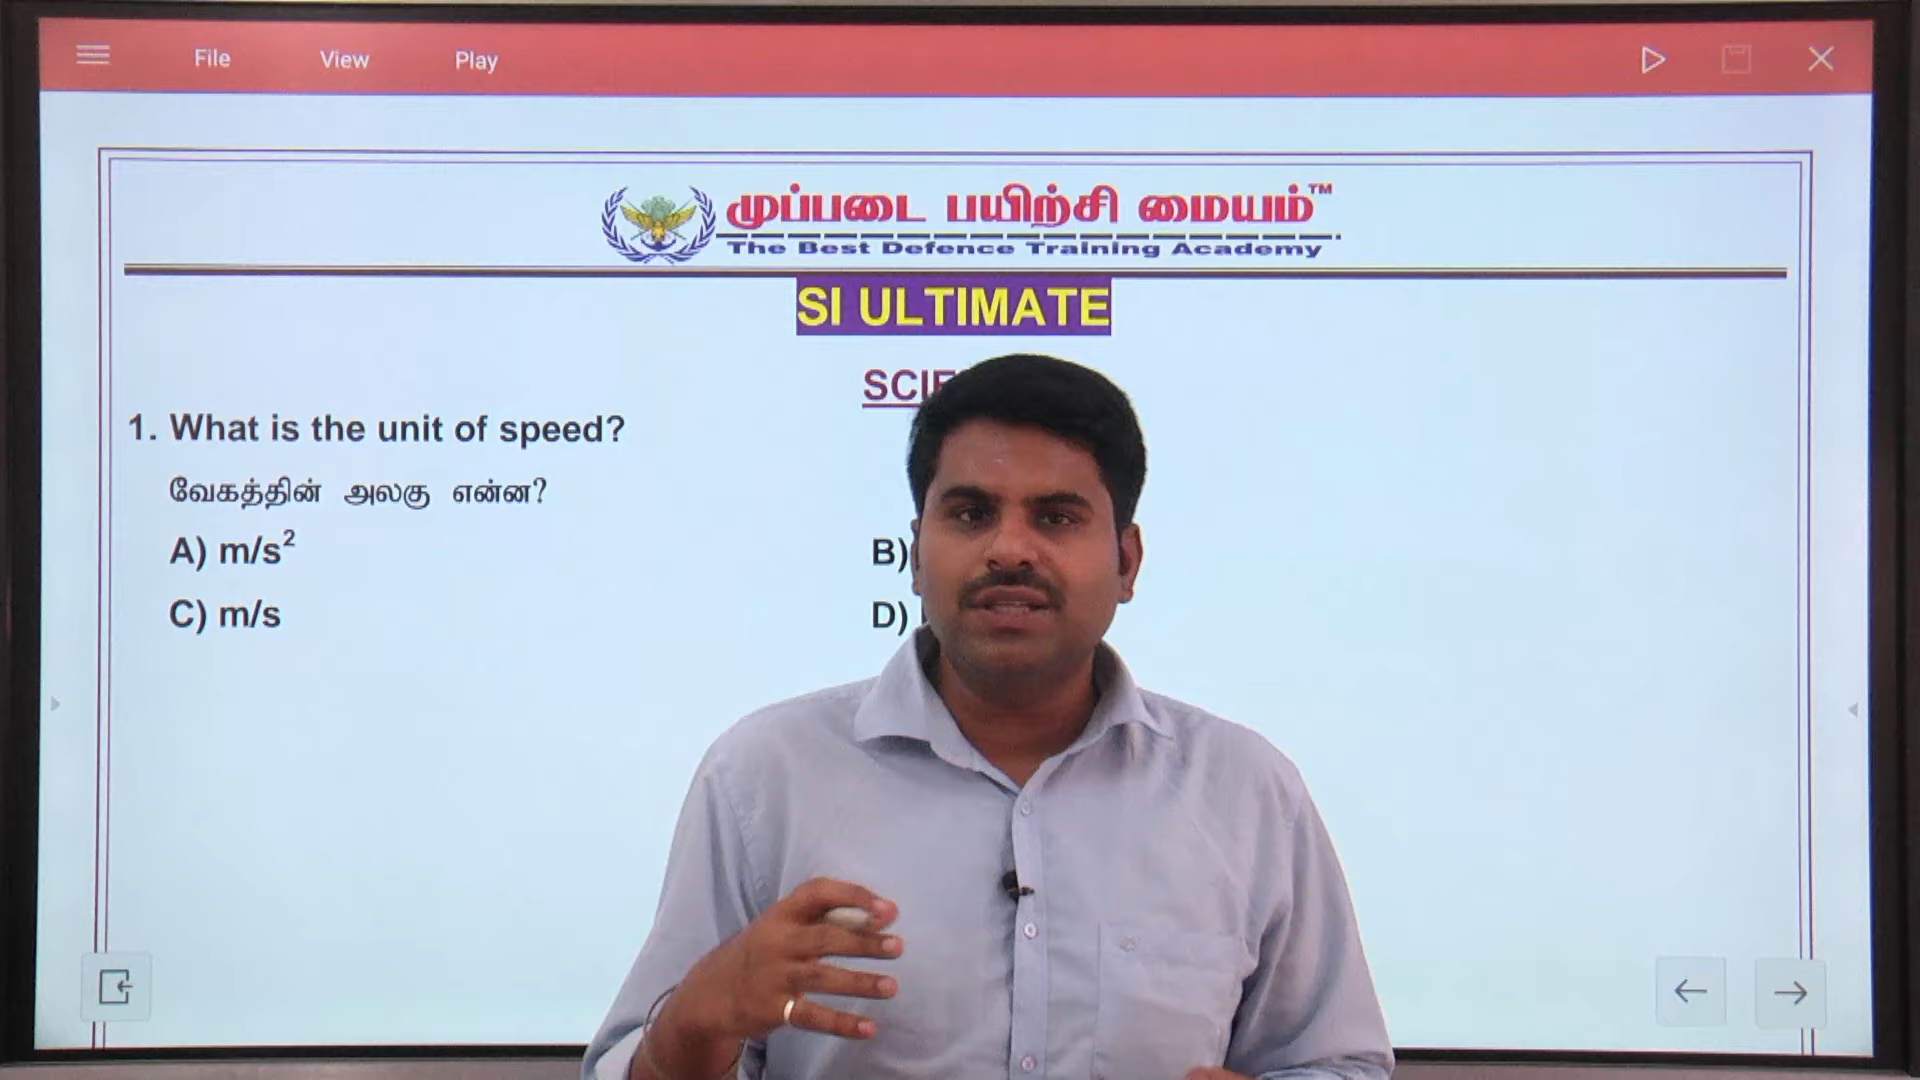 File View Play
முப்படை பயிற்சி மையம்™
The Best Defence Training Academy
SI ULTIMATE
1. What is the unit of speed?
வேகத்தின் அலகு என்ன?
A) m/s²
B)
C) m/s
D)